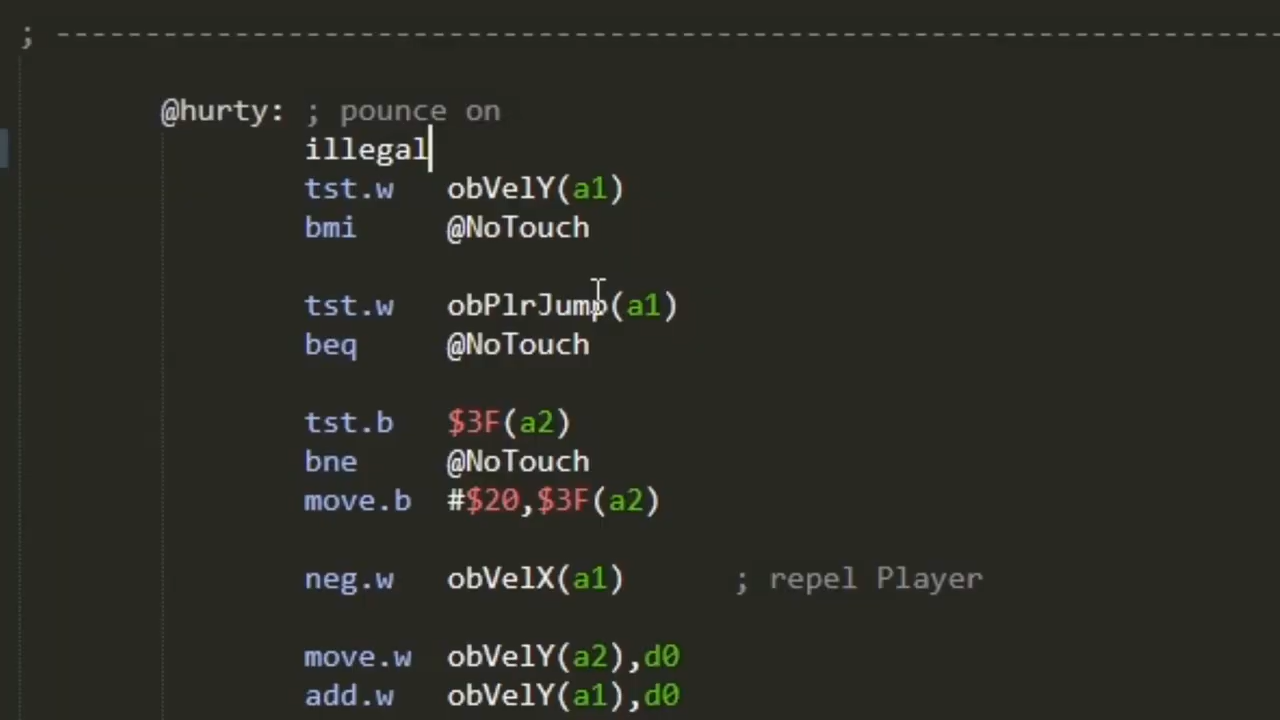 ; ------------------------------------------------------------------
@hurty: ; pounce on
illegal
tst.w obVelY(a1)
bmi @NoTouch
tst.w obPlrJump(a1)
beq @NoTouch
tst.b $3F(a2)
bne @NoTouch
move.b #$20,$3F(a2)
neg.w obVelX(a1) ; repel Player
move.w obVelY(a2),d0
add.w obVelY(a1),d0